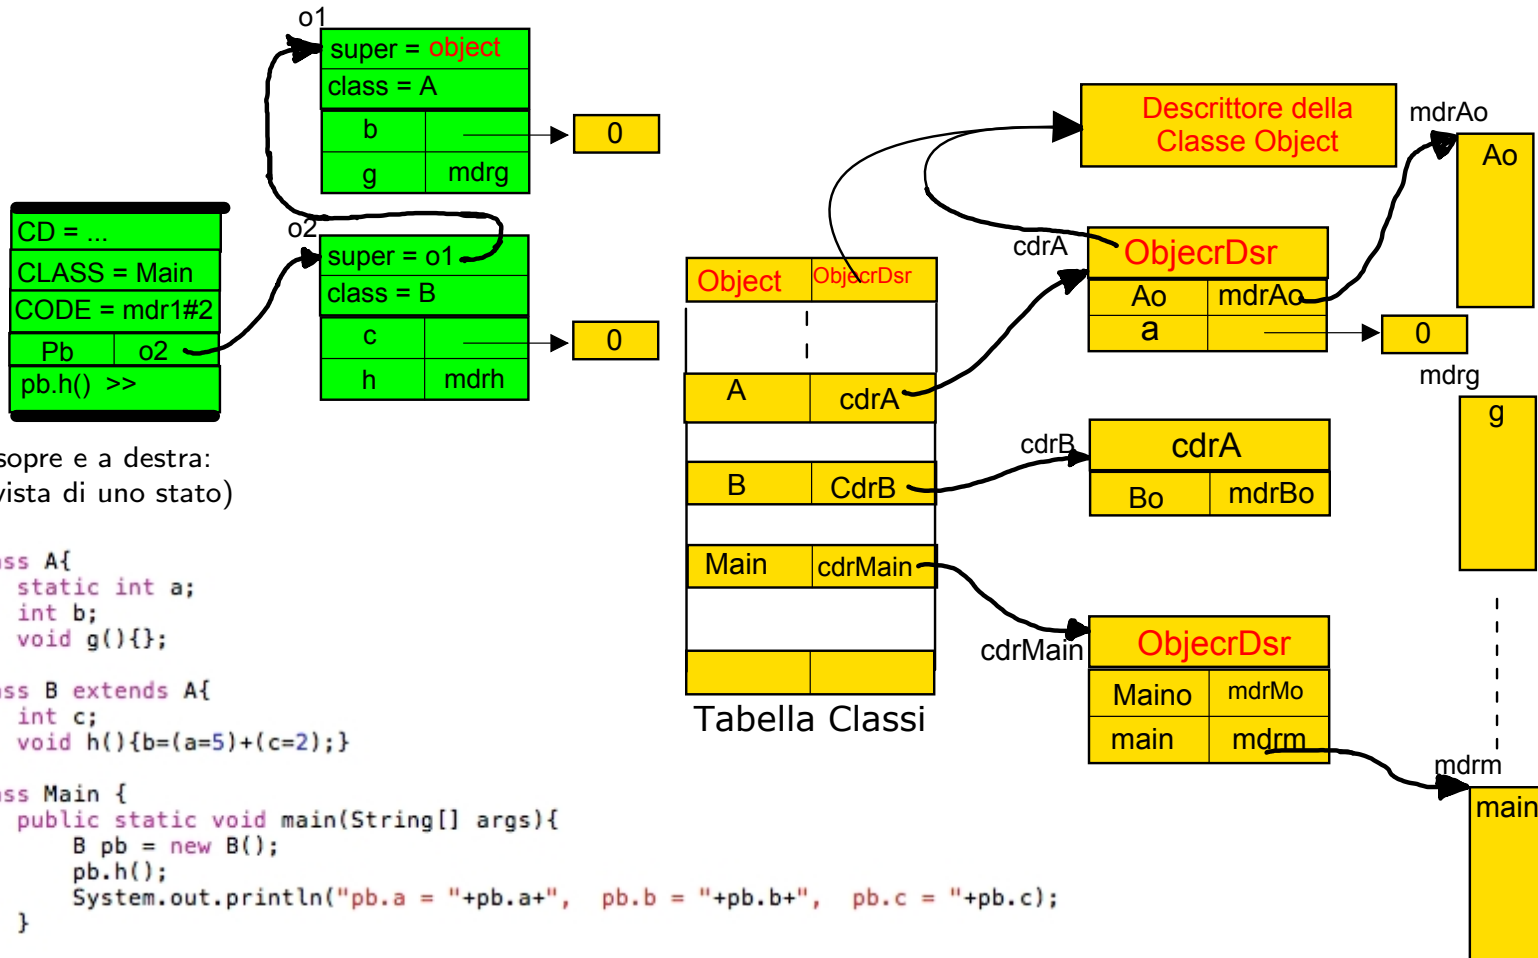 o1
super = object
class = A
b
0
g mdrg
o2
super = o1
class = B
c
0
h mdrh
CD = ...
CLASS = Main
CODE = mdr1#2
Pb o2
pb.h() >>
sopre e a destra:
vista di uno stato)
Object ObjecrDsr
A cdrA
B CdrB
Main cdrMain
Tabella Classi
Descrittore della
Classe Object
cdrA
ObjecrDsr
Ao mdrAo
a
0
cdrB
cdrA
Bo mdrBo
cdrMain
ObjecrDsr
Maino mdrMo
main mdrm
mdrAo
Ao
mdrg
g
mdrm
main
ss A{
static int a;
int b;
void g(){};
ss B extends A{
int c;
void h(){b=(a=5)+(c=2);}
ss Main {
public static void main(String[] args){
B pb = new B();
pb.h();
System.out.println("pb.a = "+pb.a+", pb.b = "+pb.b+", pb.c = "+pb.c);
}